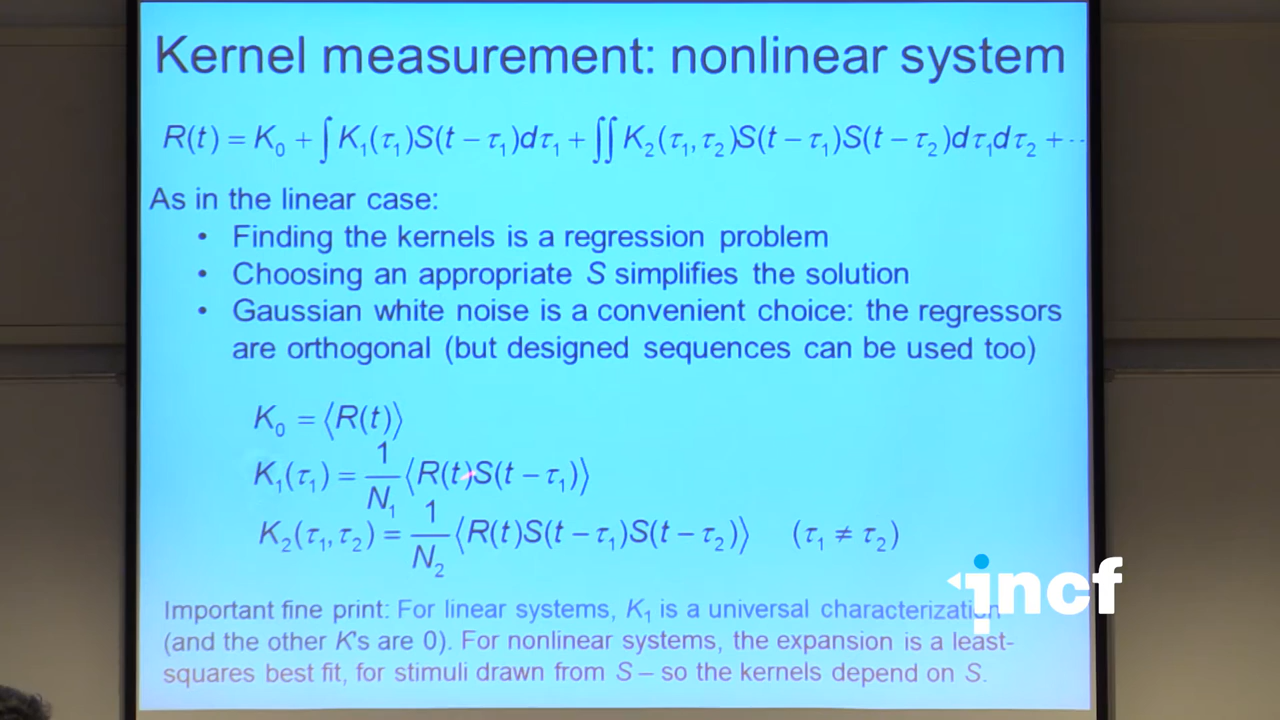 Kernel measurement: nonlinear system
R(t) = K₀ + ∫ K₁(τ₁)S(t − τ₁)dτ₁ + ∬ K₂(τ₁,τ₂)S(t − τ₁)S(t − τ₂)dτ₁dτ₂ + ⋯
As in the linear case:
• Finding the kernels is a regression problem
• Choosing an appropriate S simplifies the solution
• Gaussian white noise is a convenient choice: the regressors
are orthogonal (but designed sequences can be used too)
K₀ = ⟨R(t)⟩
K₁(τ₁) = 1/N₁ ⟨R(t)S(t − τ₁)⟩
K₂(τ₁,τ₂) = 1/N₂ ⟨R(t)S(t − τ₁)S(t − τ₂)⟩ (τ₁ ≠ τ₂)
incf
Important fine print: For linear systems, K₁ is a universal characterization
(and the other K's are 0). For nonlinear systems, the expansion is a least-
squares best fit, for stimuli drawn from S – so the kernels depend on S.